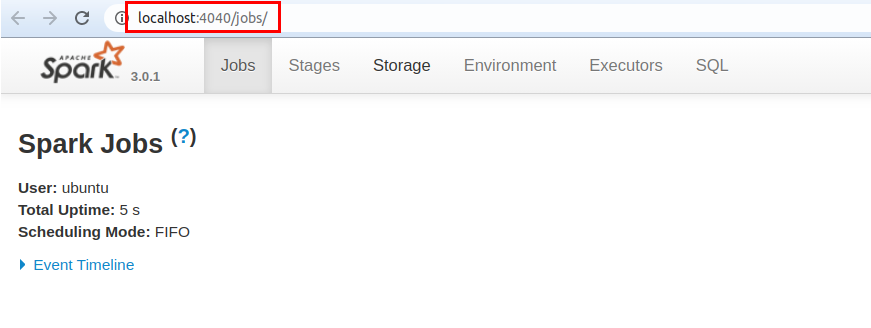 localhost:4040/jobs/
APACHE
Spark™ 3.0.1 Jobs Stages Storage Environment Executors SQL
Spark Jobs (?)
User: ubuntu
Total Uptime: 5 s
Scheduling Mode: FIFO
Event Timeline